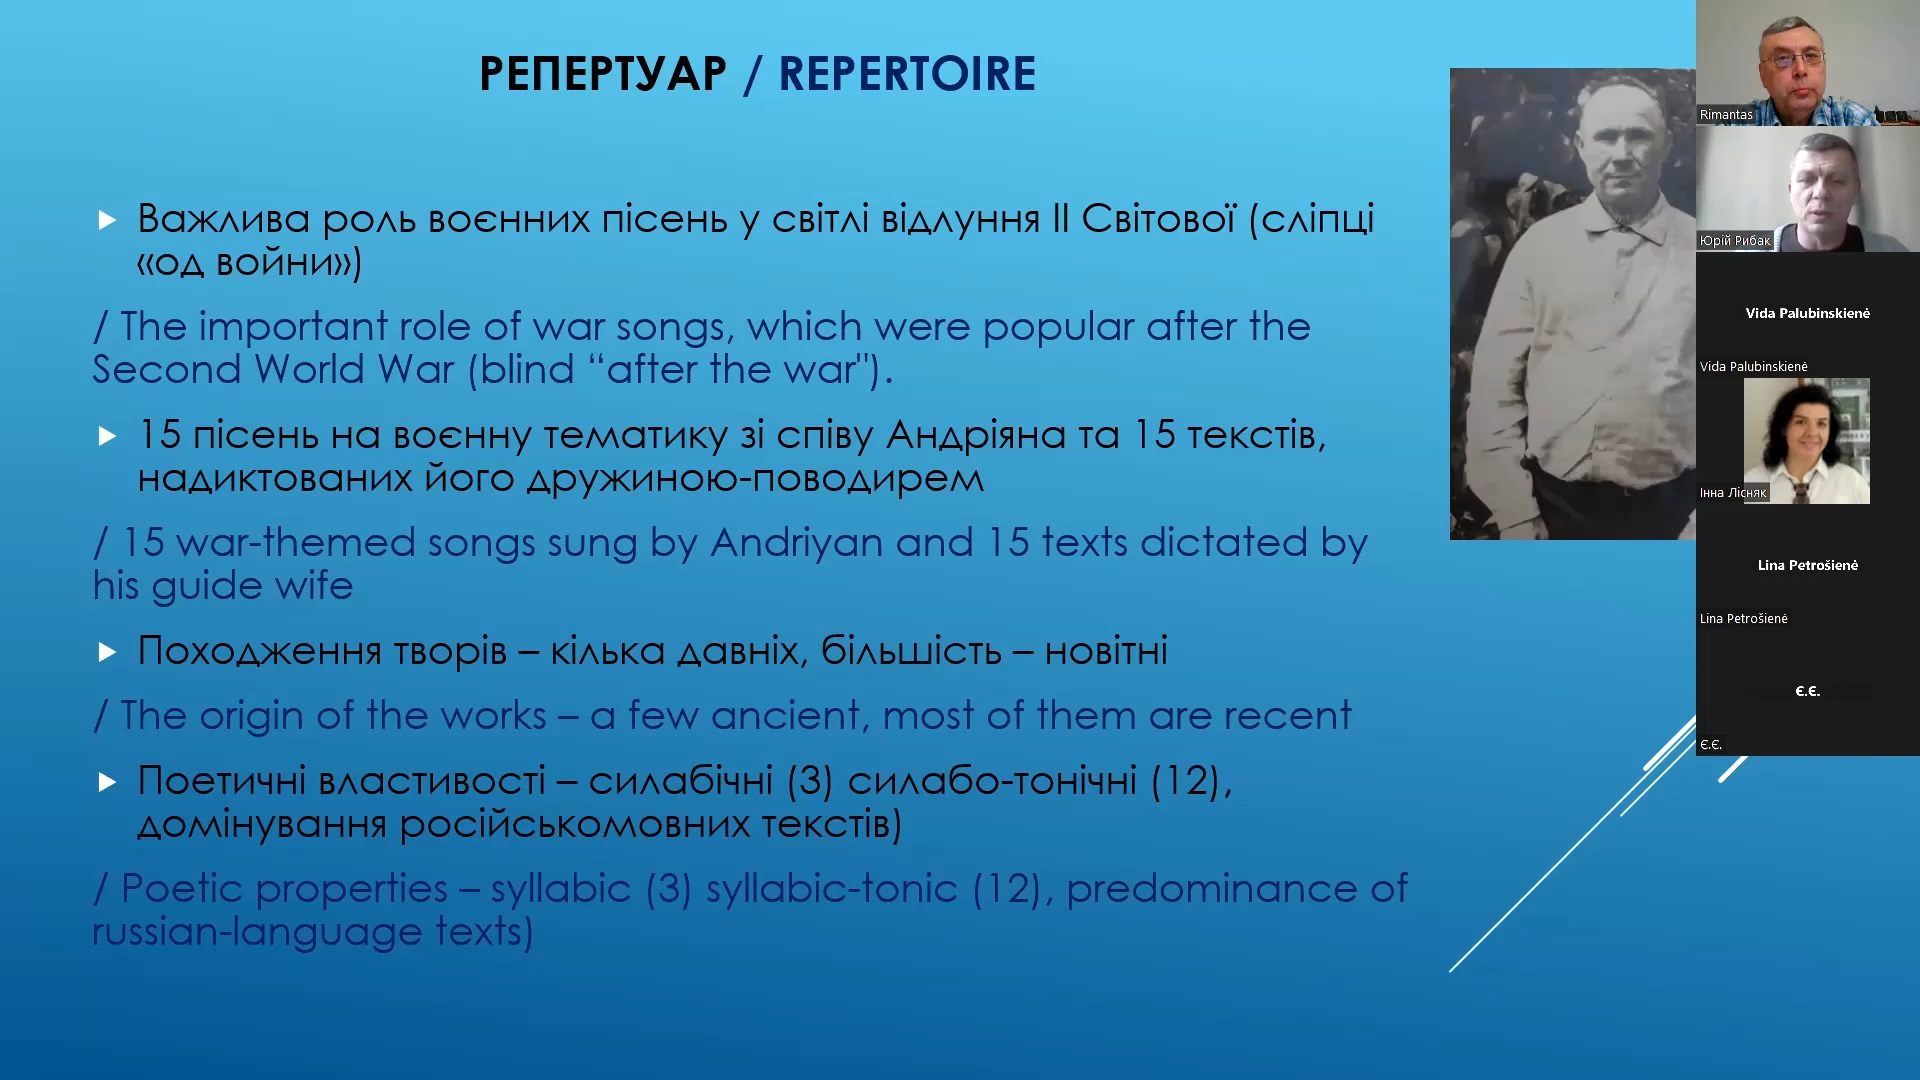 РЕПЕРТУАР / REPERTOIRE
Важлива роль воєнних пісень у світлі відлуння ІІ Світової (сліпці
«од войни»)
/ The important role of war songs, which were popular after the
Second World War (blind “after the war").
15 пісень на воєнну тематику зі співу Андріяна та 15 текстів,
надиктованих його дружиною-поводирем
/ 15 war-themed songs sung by Andriyan and 15 texts dictated by
his guide wife
Походження творів – кілька давніх, більшість – новітні
/ The origin of the works – a few ancient, most of them are recent
Поетичні властивості – силабічні (3) силабо-тонічні (12),
домінування російськомовних текстів)
/ Poetic properties – syllabic (3) syllabic-tonic (12), predominance of
russian-language texts)
Rimantas
Юрій Рибак
Vida Palubinskienė
Vida Palubinskienė
Інна Лісняк
Lina Petrošienė
Lina Petrošienė
Є.Є.
Є.Є.